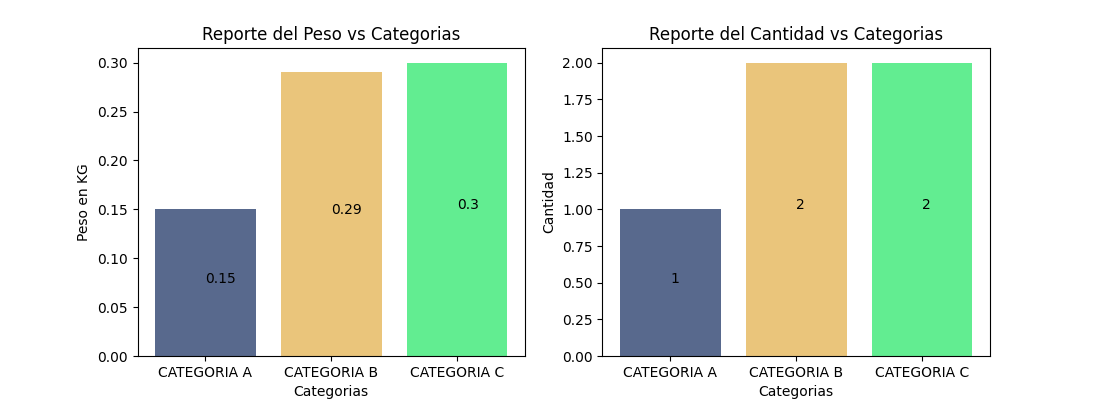 Reporte del Peso vs Categorias
Peso en KG
0.30
0.25
0.20
0.15
0.10
0.05
0.00
0.15
0.29
0.3
CATEGORIA A
CATEGORIA B
CATEGORIA C
Categorias
Reporte del Cantidad vs Categorias
Cantidad
2.00
1.75
1.50
1.25
1.00
0.75
0.50
0.25
0.00
1
2
2
CATEGORIA A
CATEGORIA B
CATEGORIA C
Categorias